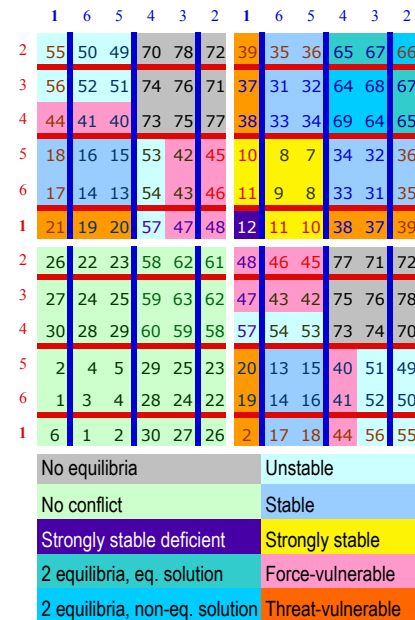 1 6 5 4 3 2 1 6 5 4 3 2
2 55 50 49 70 78 72 39 35 36 65 67 66
3 56 52 51 74 76 71 37 31 32 64 68 67
4 44 41 40 73 75 77 38 33 34 69 64 65
5 18 16 15 53 42 45 10 8 7 34 32 36
6 17 14 13 54 43 46 11 9 8 33 31 35
1 21 19 20 57 47 48 12 11 10 38 37 39
2 26 22 23 58 62 61 48 46 45 77 71 72
3 27 24 25 59 63 62 47 43 42 75 76 78
4 30 28 29 60 59 58 57 54 53 73 74 70
5 2 4 5 29 25 23 20 13 15 40 51 49
6 1 3 4 28 24 22 19 14 16 41 52 50
1 6 1 2 30 27 26 2 17 18 44 56 55
No equilibria Unstable
No conflict Stable
Strongly stable deficient Strongly stable
2 equilibria, eq. solution Force-vulnerable
2 equilibria, non-eq. solution Threat-vulnerable